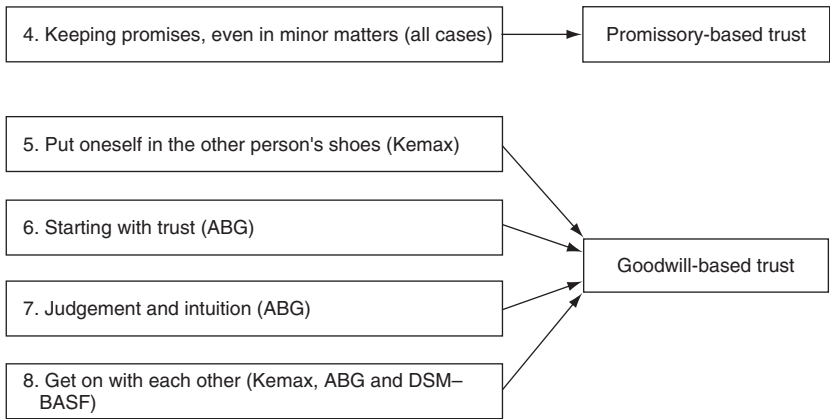 4. Keeping promises, even in minor matters (all cases)
Promissory-based trust
5. Put oneself in the other person's shoes (Kemax)
6. Starting with trust (ABG)
Goodwill-based trust
7. Judgement and intuition (ABG)
8. Get on with each other (Kemax, ABG and DSM–
BASF)